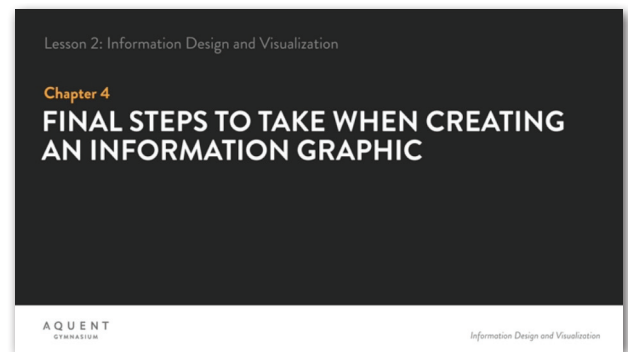 Lesson 2: Information Design and Visualization
Chapter 4
FINAL STEPS TO TAKE WHEN CREATING
AN INFORMATION GRAPHIC
AQUENT
GYMNASIUM
Information Design and Visualization